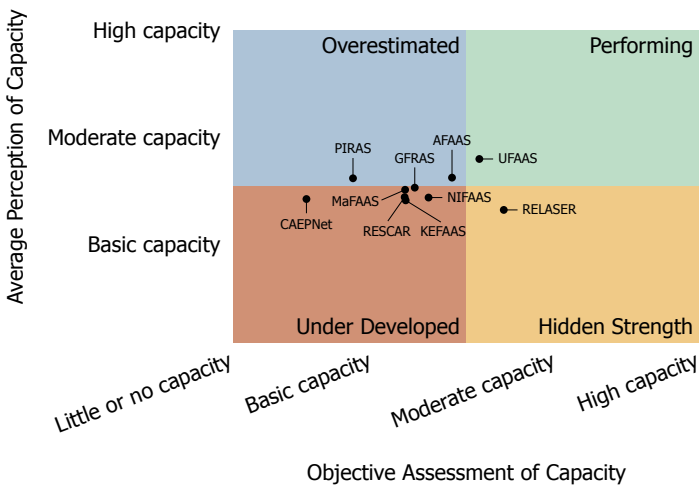 High capacity
Overestimated
Performing
Average Perception of Capacity
Moderate capacity
PIRAS
GFRAS
AFAAS
UFAAS
CAEPNet
MaFAAS
RESCAR
KEFAAS
NIFAAS
RELASER
Basic capacity
Under Developed
Hidden Strength
Little or no capacity
Basic capacity
Moderate capacity
High capacity
Objective Assessment of Capacity